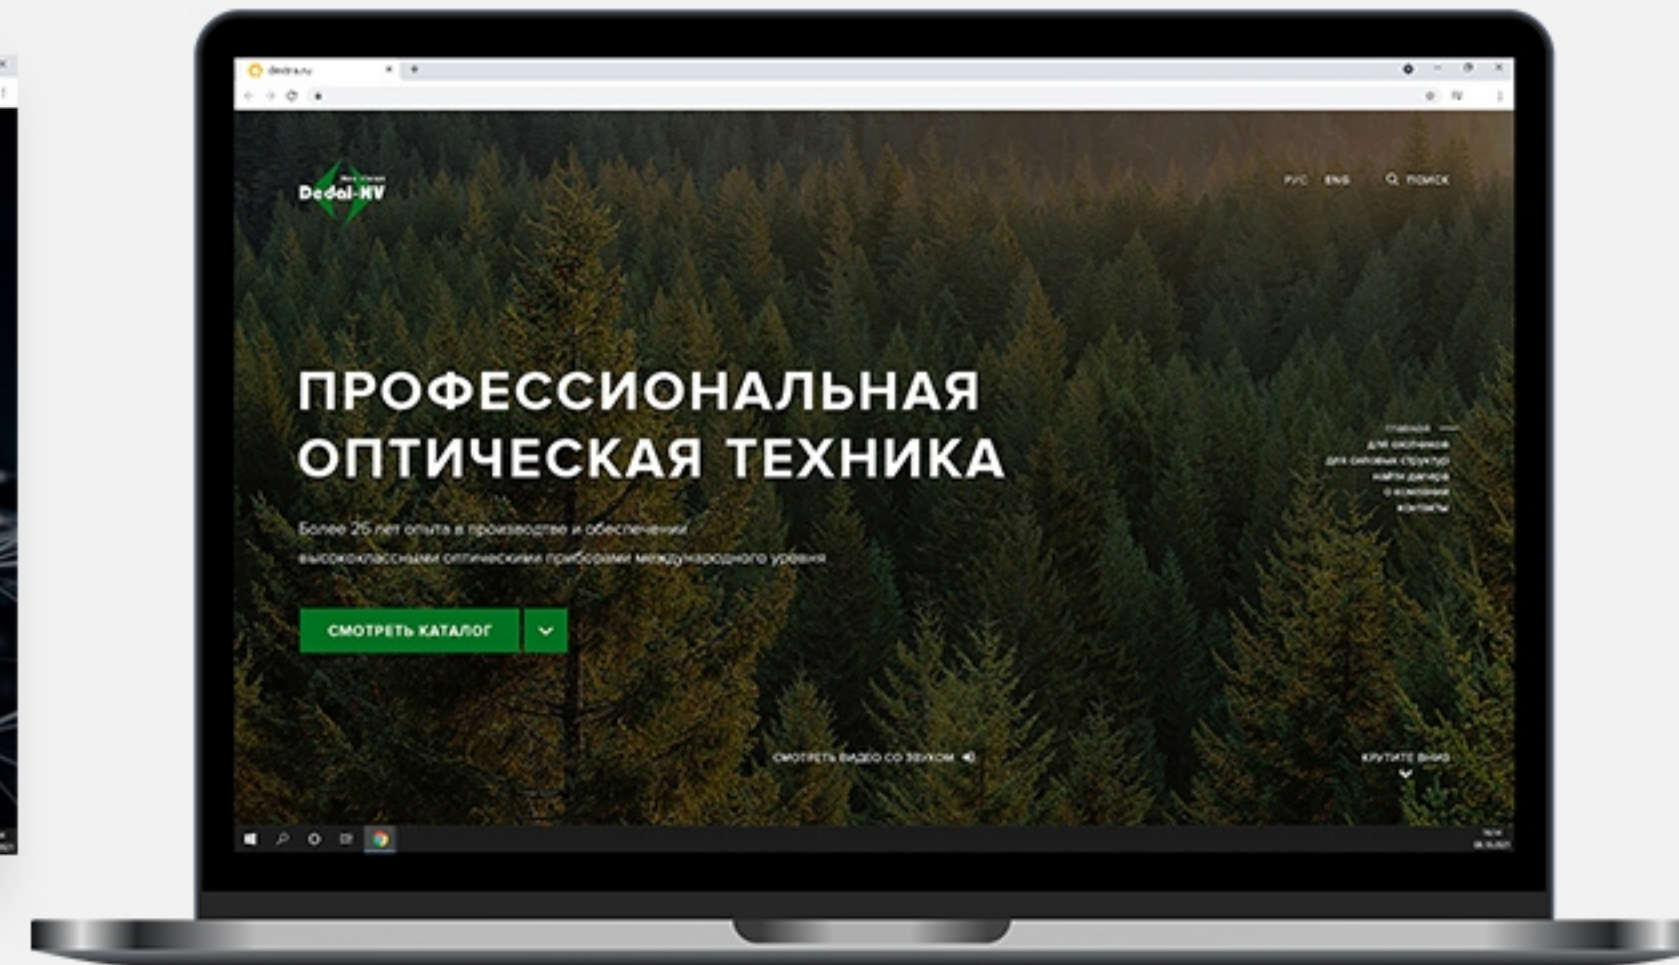 Dedal-NV
РУС ENG ПОИСК
ПРОФЕССИОНАЛЬНАЯ
ОПТИЧЕСКАЯ ТЕХНИКА
главная
для охотников
для силовых структур
найти дилера
о компании
контакты
Более 25 лет опыта в производстве и обеспечении
высококлассными оптическими приборами международного уровня
СМОТРЕТЬ КАТАЛОГ
СМОТРЕТЬ ВИДЕО СО ЗВУКОМ
КРУТИТЕ ВНИЗ